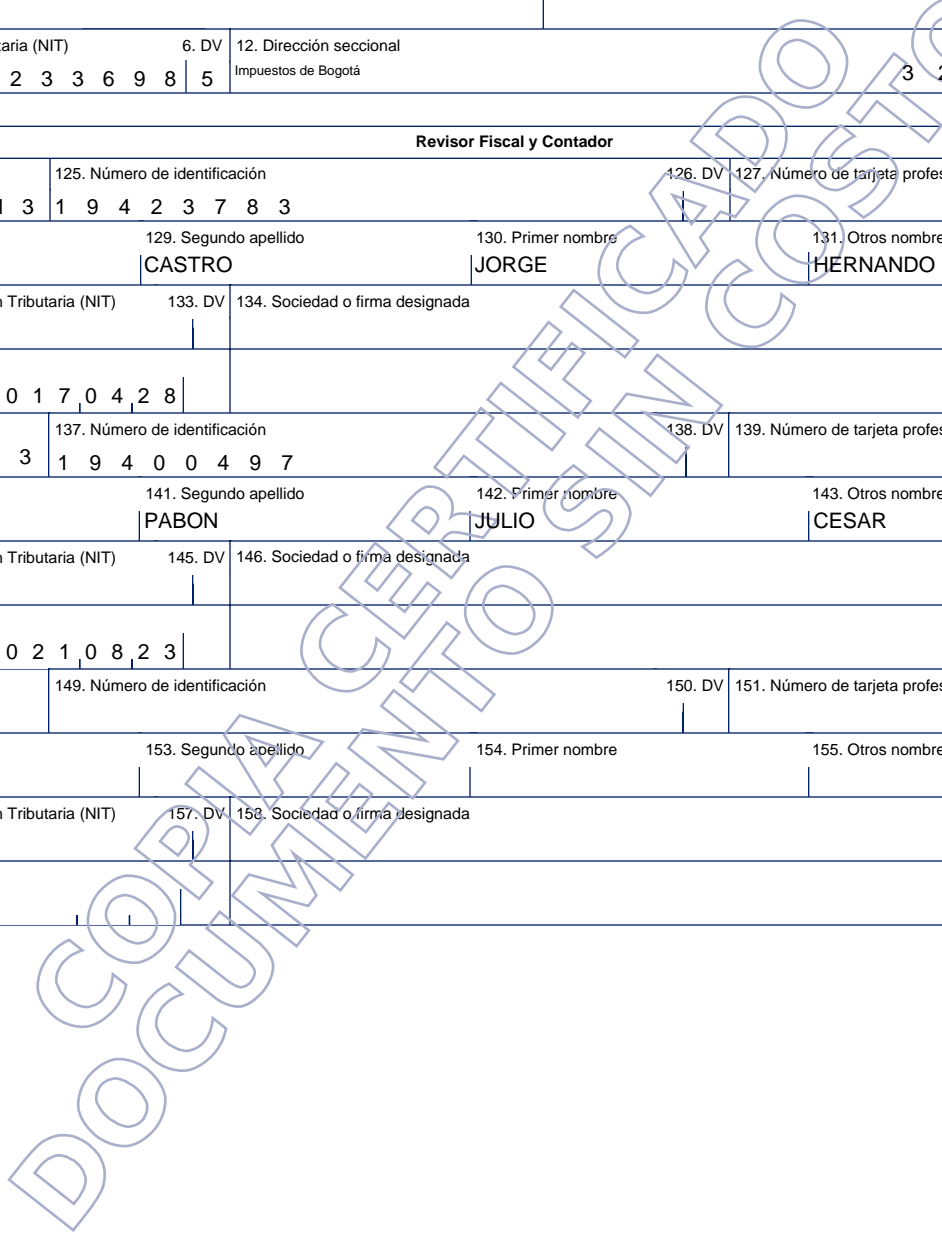 taria (NIT) 6. DV 12. Dirección seccional
2 3 3 6 9 8 5 Impuestos de Bogotá 3 2
Revisor Fiscal y Contador
125. Número de identificación 126. DV 127. Número de tarjeta profes
1 3 1 9 4 2 3 7 8 3
129. Segundo apellido 130. Primer nombre 131. Otros nombre
CASTRO JORGE HERNANDO
n Tributaria (NIT) 133. DV 134. Sociedad o firma designada
0 1 7 0 4 2 8
137. Número de identificación 138. DV 139. Número de tarjeta profes
3 1 9 4 0 0 4 9 7
141. Segundo apellido 142. Primer nombre 143. Otros nombre
PABON JULIO CESAR
n Tributaria (NIT) 145. DV 146. Sociedad o firma designada
0 2 1 0 8 2 3
149. Número de identificación 150. DV 151. Número de tarjeta profes
153. Segundo apellido 154. Primer nombre 155. Otros nombre
n Tributaria (NIT) 157. DV 158. Sociedad o firma designada
COPIA CERTIFICADO
DOCUMENTO SIN COSTO